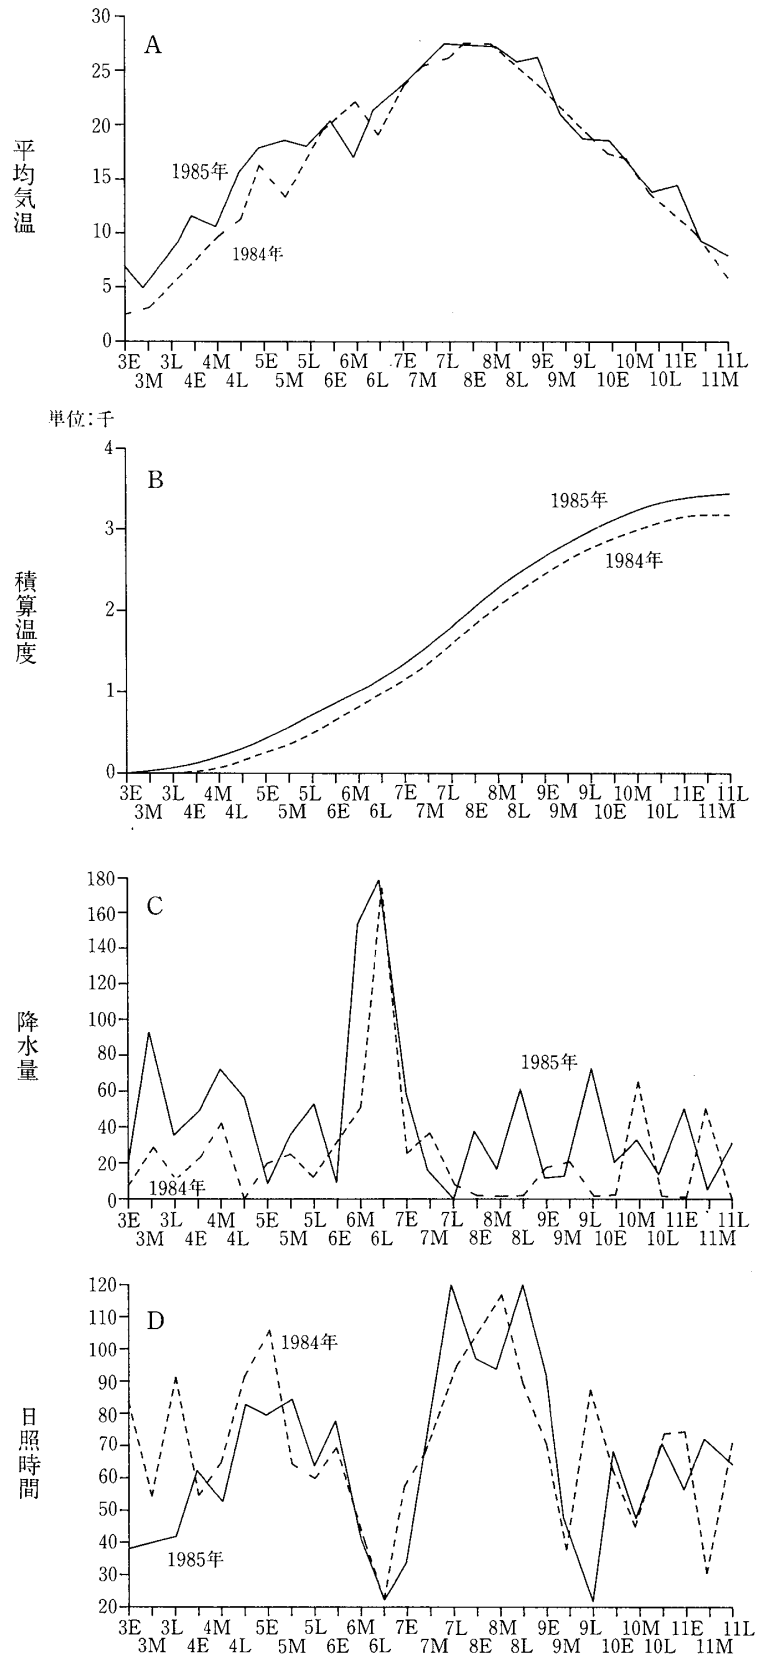 30
A
25
平均気温
20
1985年
15
10
1984年
5
0
3E 3L 4M 5E 5L 6M 7E 7L 8M 9E 9L 10M 11E 11L
3M 4E 4L 5M 6E 6L 7M 8E 8L 9M 10E 10L 11M
単位:千
4
B
1985年
3
1984年
積算温度
2
1
0
3E 3L 4M 5E 5L 6M 7E 7L 8M 9E 9L 10M 11E 11L
3M 4E 4L 5M 6E 6L 7M 8E 8L 9M 10E 10L 11M
180
C
160
140
120
降水量
100
80
1985年
60
40
20
1984年
0
3E 3L 4M 5E 5L 6M 7E 7L 8M 9E 9L 10M 11E 11L
3M 4E 4L 5M 6E 6L 7M 8E 8L 9M 10E 10L 11M
120
D
110
1984年
100
90
日照時間
80
70
60
50
40
1985年
30
20
3E 3L 4M 5E 5L 6M 7E 7L 8M 9E 9L 10M 11E 11L
3M 4E 4L 5M 6E 6L 7M 8E 8L 9M 10E 10L 11M